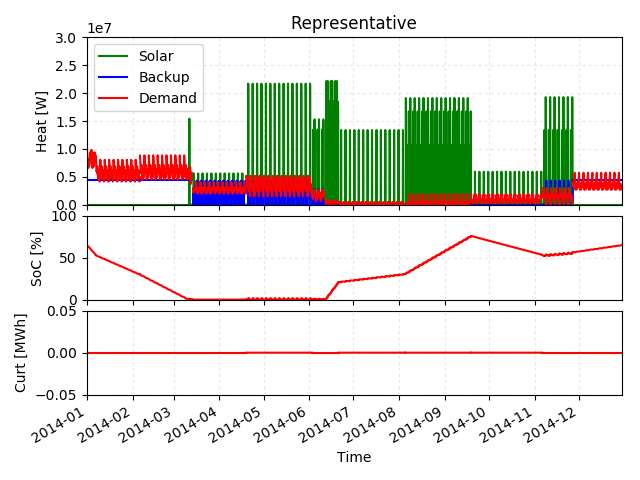 Representative
1e7
3.0
2.5
2.0
1.5
1.0
0.5
0.0
Heat [W]
Solar
Backup
Demand
100
50
0
SoC [%]
0.05
0.00
−0.05
Curt [MWh]
2014-01
2014-02
2014-03
2014-04
2014-05
2014-06
2014-07
2014-08
2014-09
2014-10
2014-11
2014-12
Time